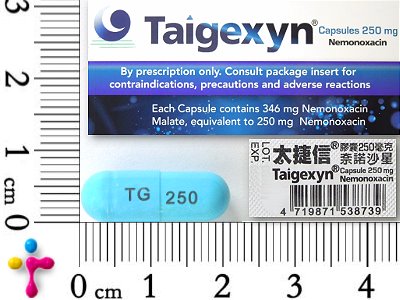 Taigexyn® Capsules 250 mg
Nemonoxacin
By prescription only. Consult package insert for
contraindications, precautions and adverse reactions
Each Capsule contains 346 mg Nemonoxacin
Malate, equivalent to 250 mg Nemonoxacin
LOT.
EXP.
太捷信® 膠囊250毫克
奈諾沙星
Taigexyn® Capsule 250 mg
Nemonoxacin
4 719871 538739
TG 250
3
2
1 cm
0
0 cm 1 2 3 4